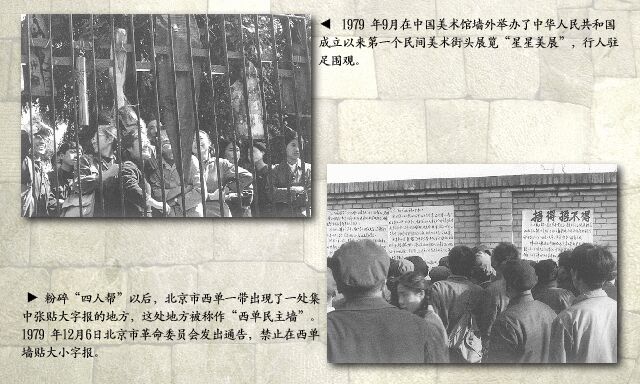 ◀ 1979 年9月在中国美术馆墙外举办了中华人民共和国
成立以来第一个民间美术街头展览“星星美展”，行人驻
足围观。
▶ 粉碎“四人帮”以后，北京市西单一带出现了一处集
中张贴大字报的地方，这处地方被称作“西单民主墙”。
1979 年12月6日北京市革命委员会发出通告，禁止在西单
墙贴大小字报。